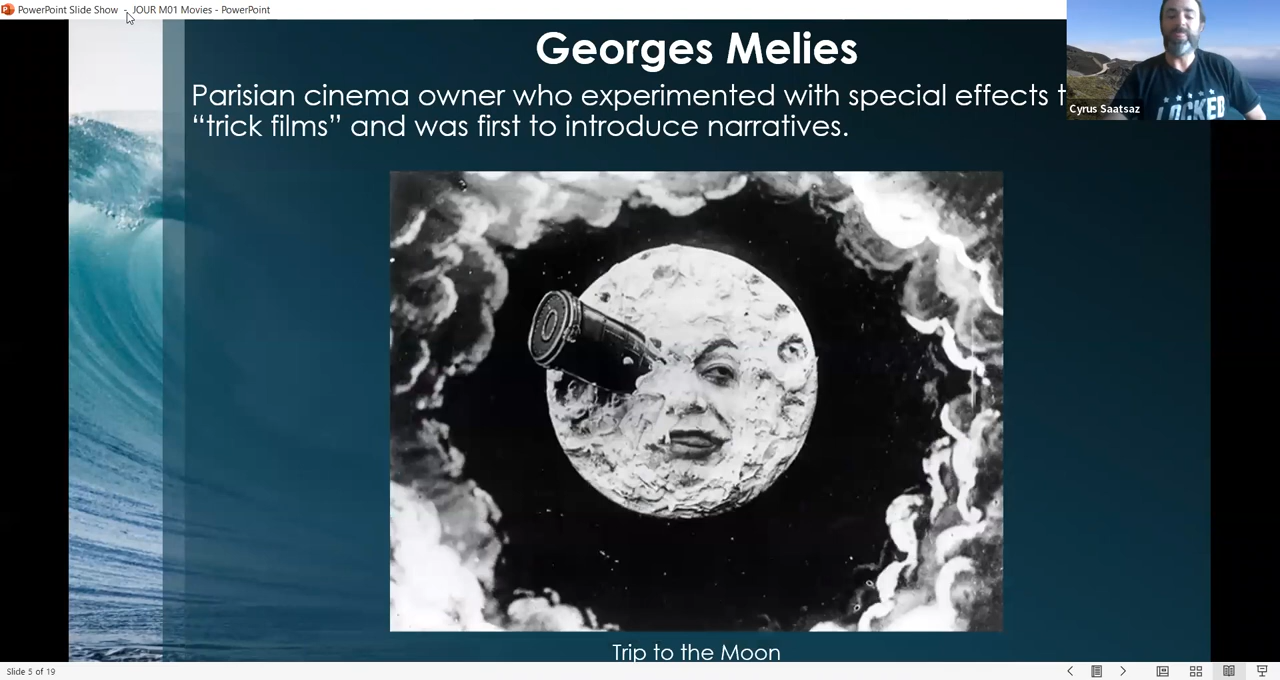 PowerPoint Slide Show - JOUR M01 Movies - PowerPoint
Georges Melies
Parisian cinema owner who experimented with special effects t
“trick films” and was first to introduce narratives.
Cyrus Saatsaz
LOCKED
Trip to the Moon
Slide 5 of 19